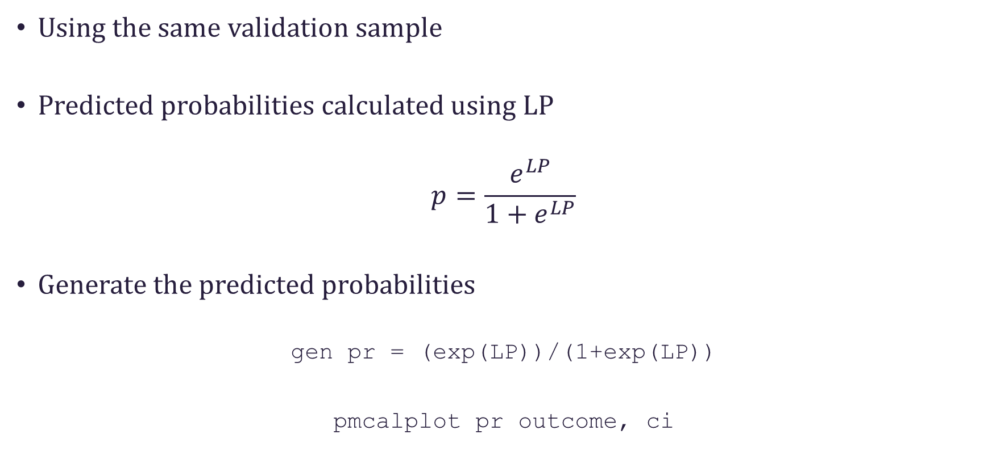 • Using the same validation sample
• Predicted probabilities calculated using LP
p = e^LP / (1 + e^LP)
• Generate the predicted probabilities
gen pr = (exp(LP))/(1+exp(LP))
pmcalplot pr outcome, ci